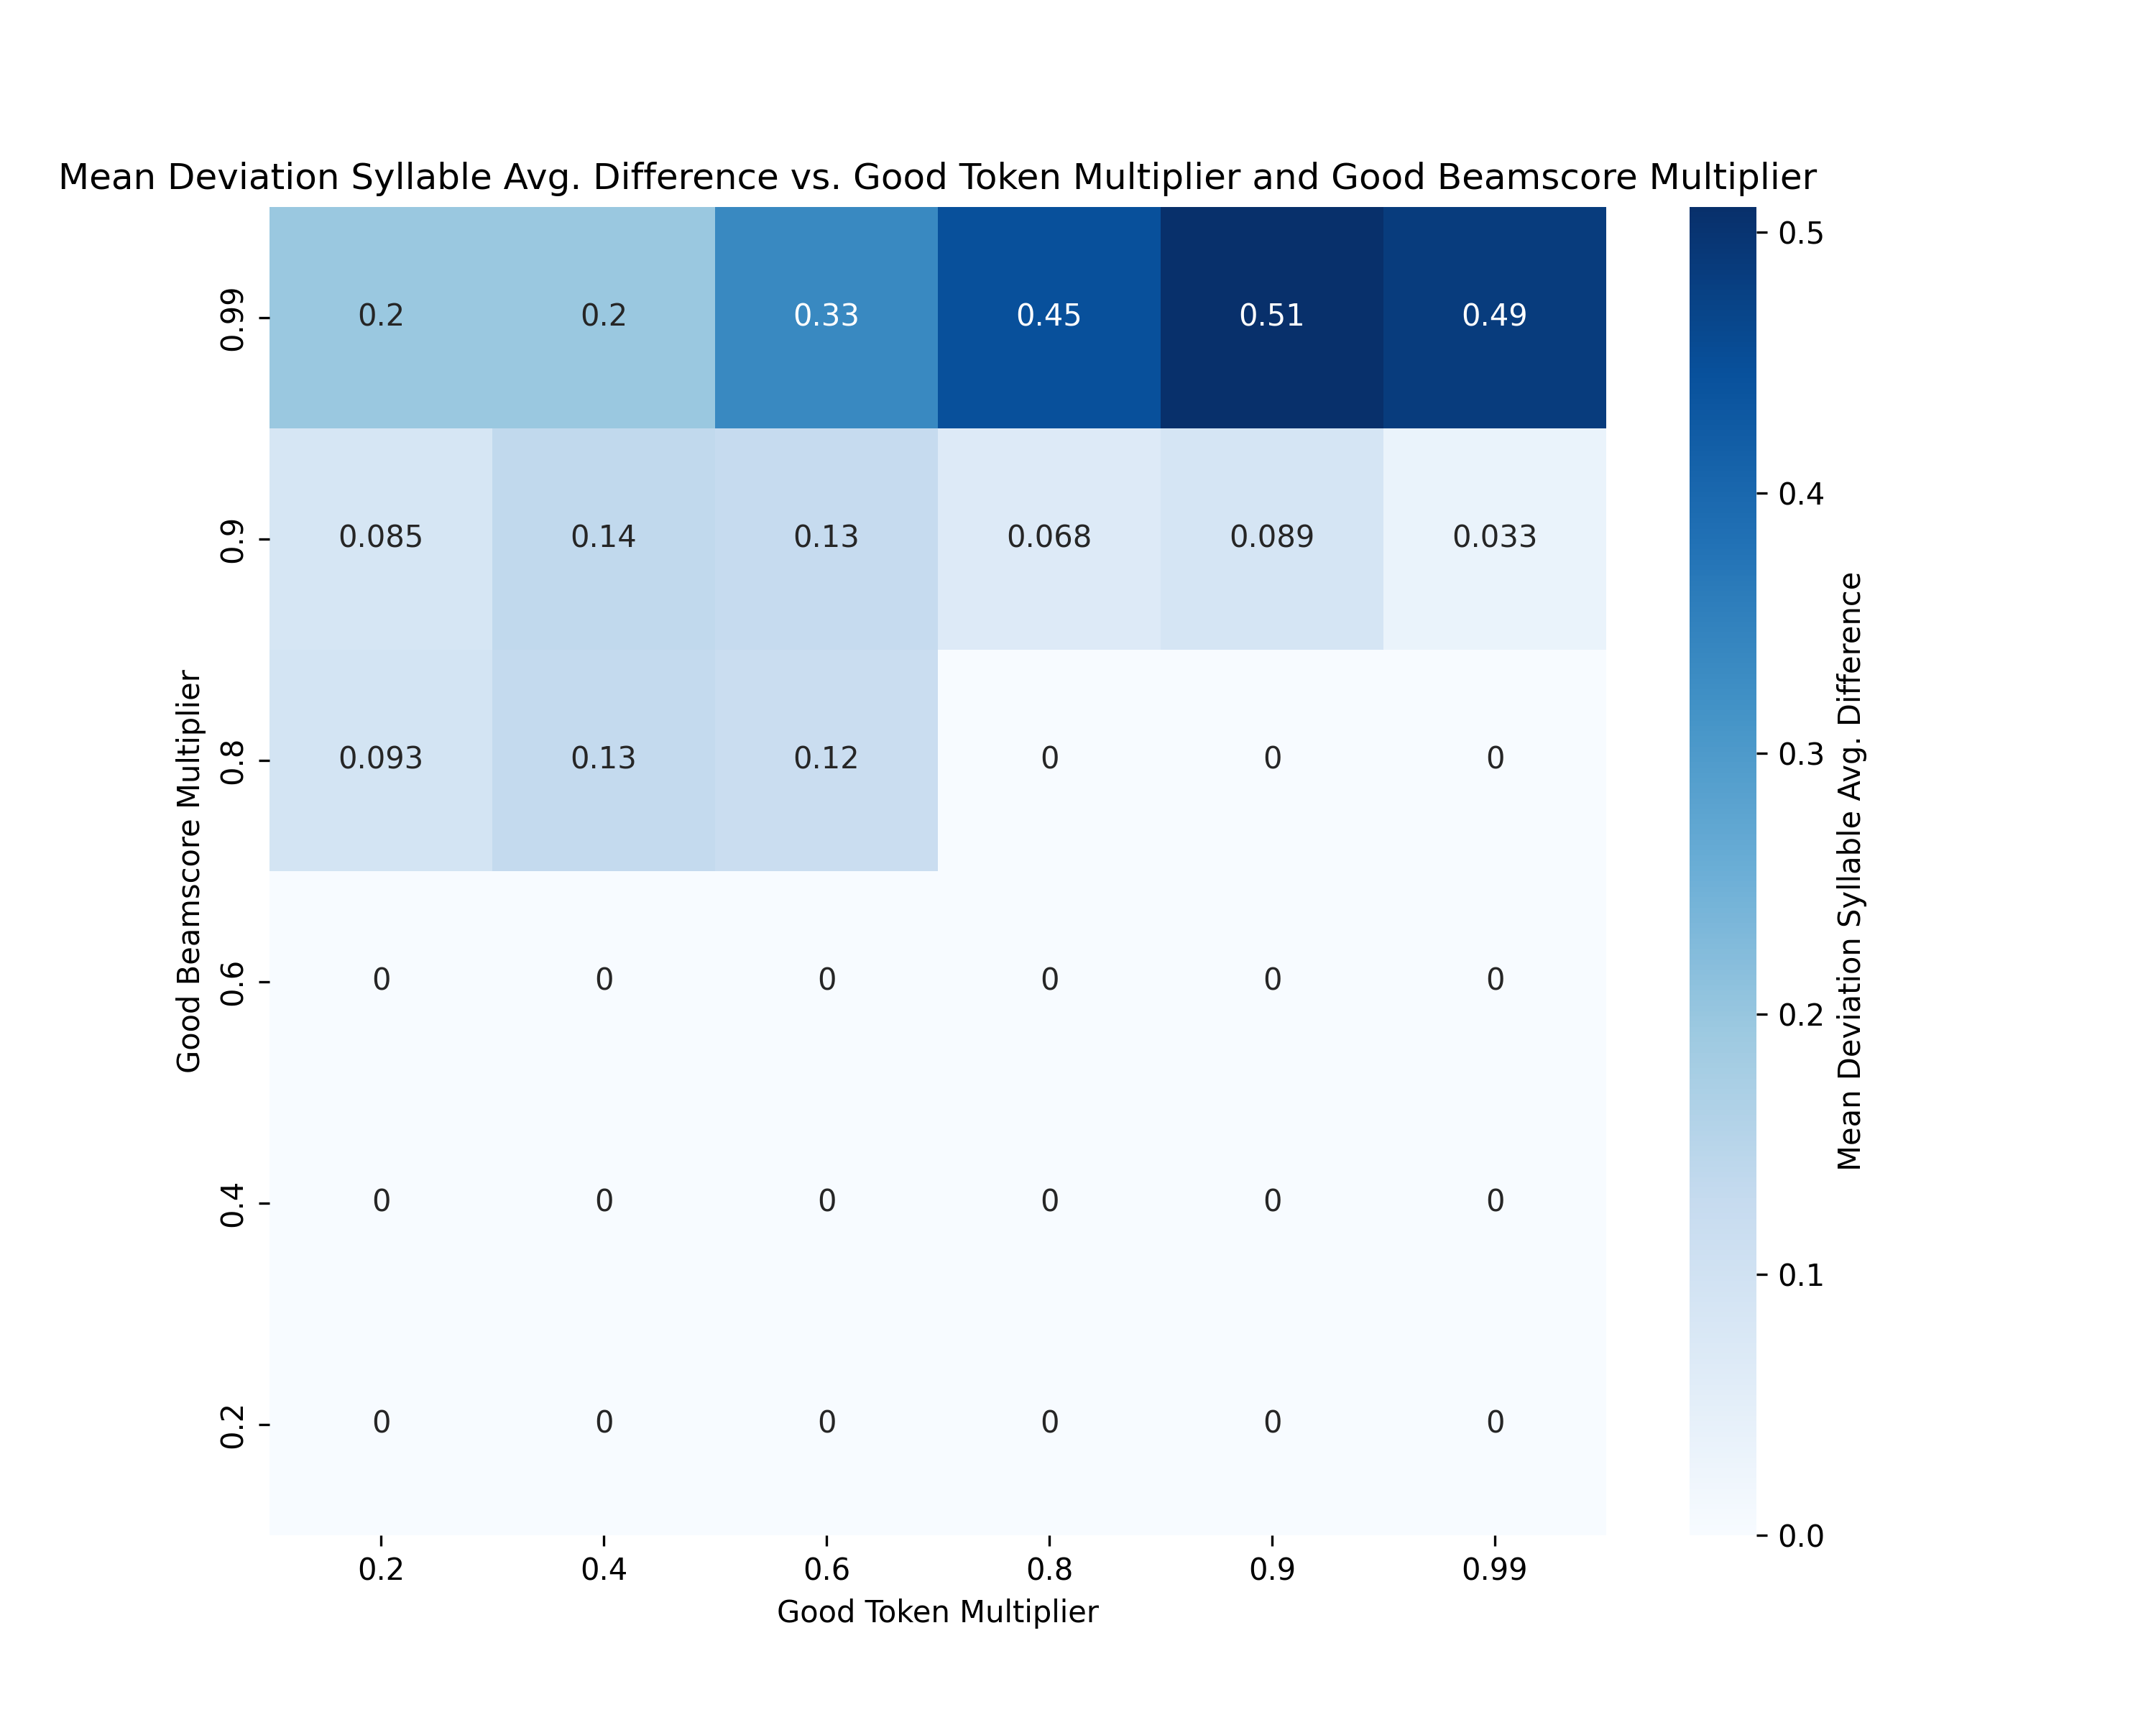 Mean Deviation Syllable Avg. Difference vs. Good Token Multiplier and Good Beamscore Multiplier
0.99 0.2 0.2 0.33 0.45 0.51 0.49
0.9 0.085 0.14 0.13 0.068 0.089 0.033
0.8 0.093 0.13 0.12 0 0 0
0.6 0 0 0 0 0 0
0.4 0 0 0 0 0 0
0.2 0 0 0 0 0 0
Good Beamscore Multiplier
0.2 0.4 0.6 0.8 0.9 0.99
Good Token Multiplier
0.5
0.4
0.3
0.2
0.1
0.0
Mean Deviation Syllable Avg. Difference